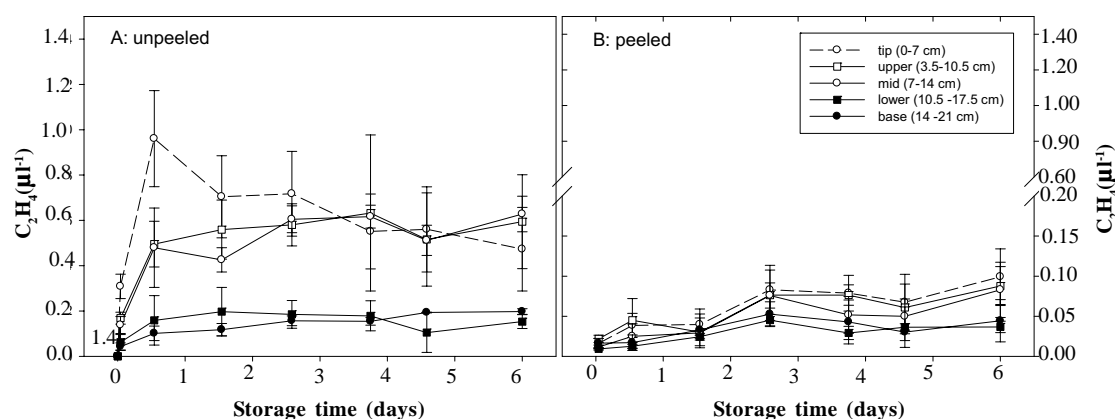 A: unpeeled
B: peeled
1.4
1.2
1.0
0.8
0.6
0.4
0.2
0.0
1.4
C₂H₄(µl⁻¹)
0 1 2 3 4 5 6
Storage time (days)
tip (0-7 cm)
upper (3.5-10.5 cm)
mid (7-14 cm)
lower (10.5 -17.5 cm)
base (14 -21 cm)
0 1 2 3 4 5 6
Storage time (days)
1.40
1.20
0.90
0.60
0.20
0.15
0.10
0.05
0.00
C₂H₄(µl⁻¹)